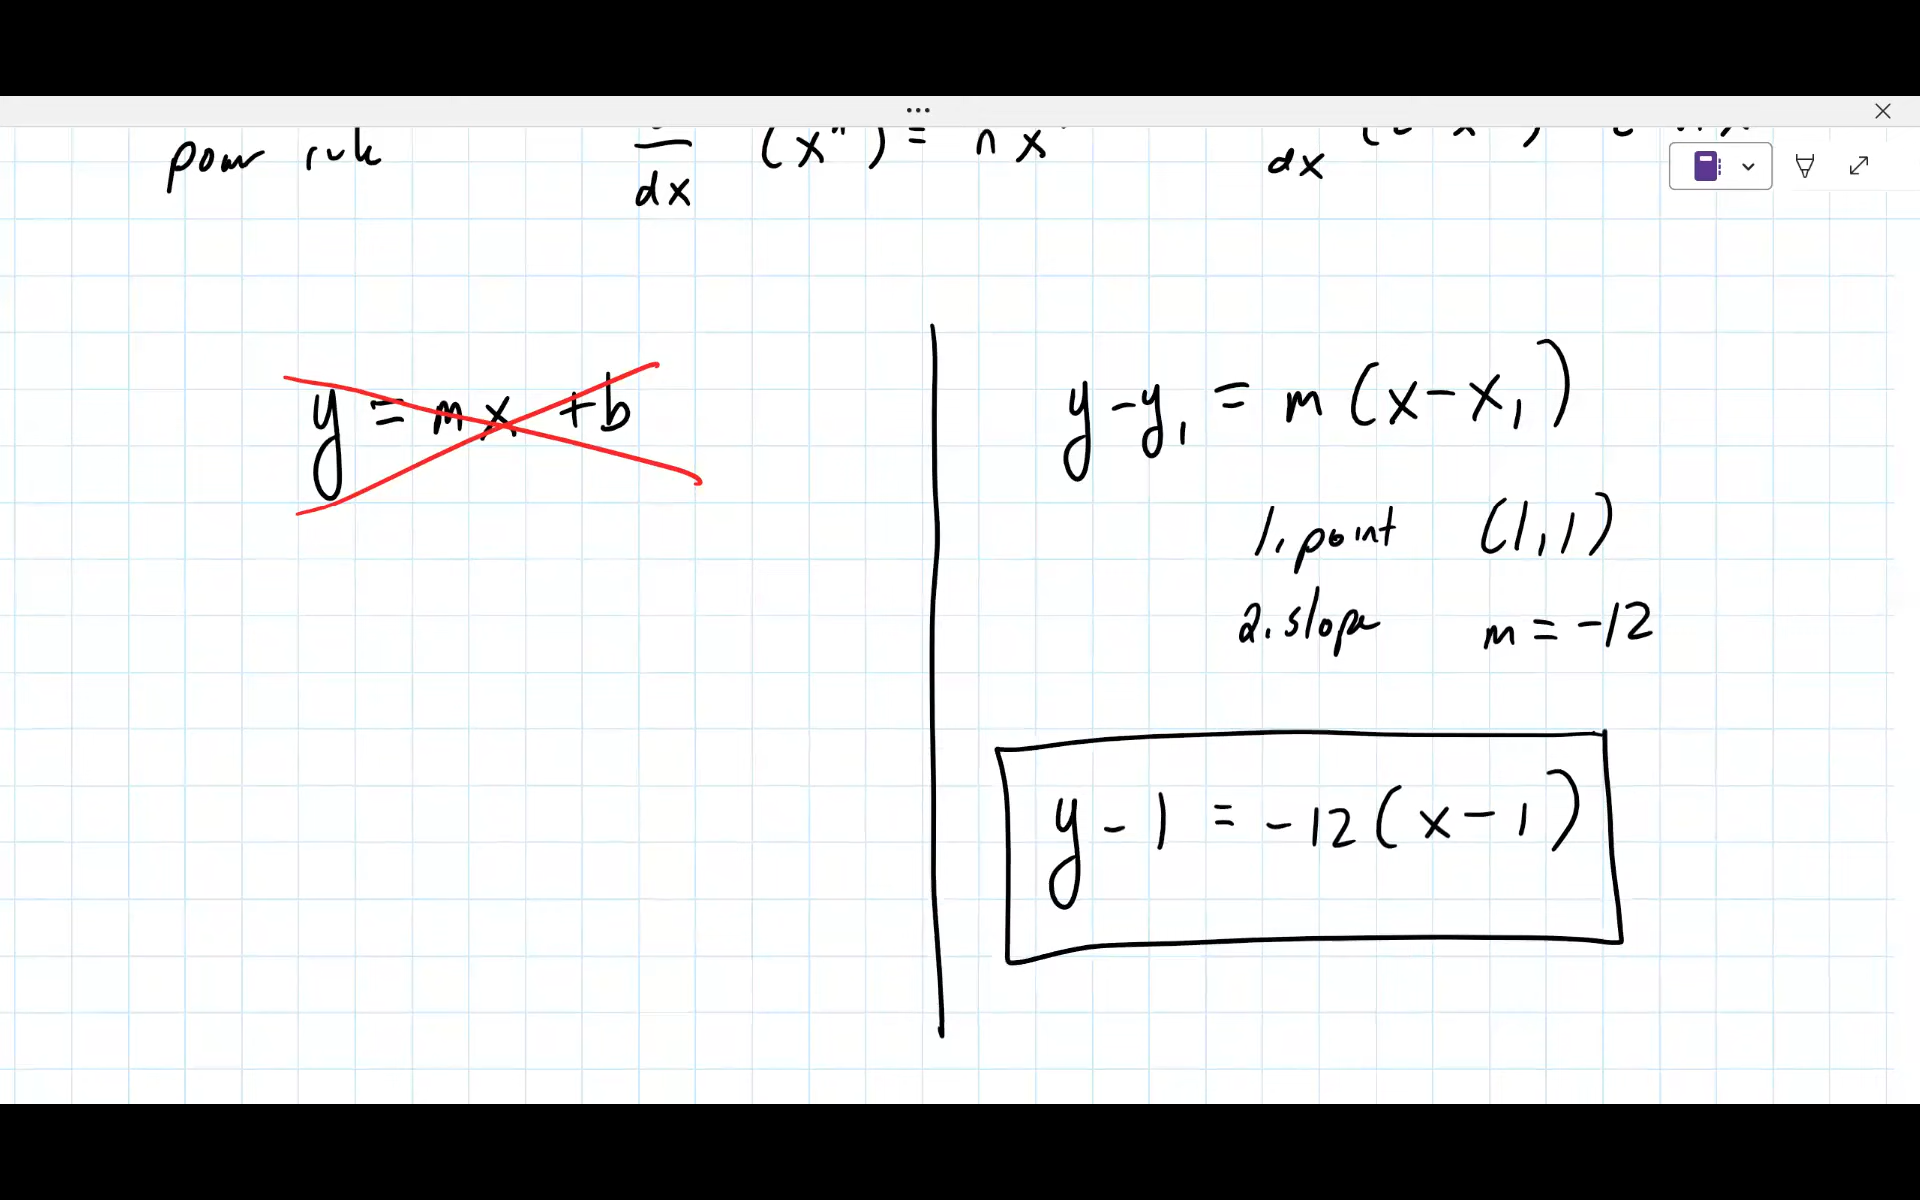 power rule
dx (xⁿ) = n x
dx
y = mx + b
y - y₁ = m (x - x₁)
1. point (1, 1)
2. slope m = -12
y - 1 = -12 (x - 1)